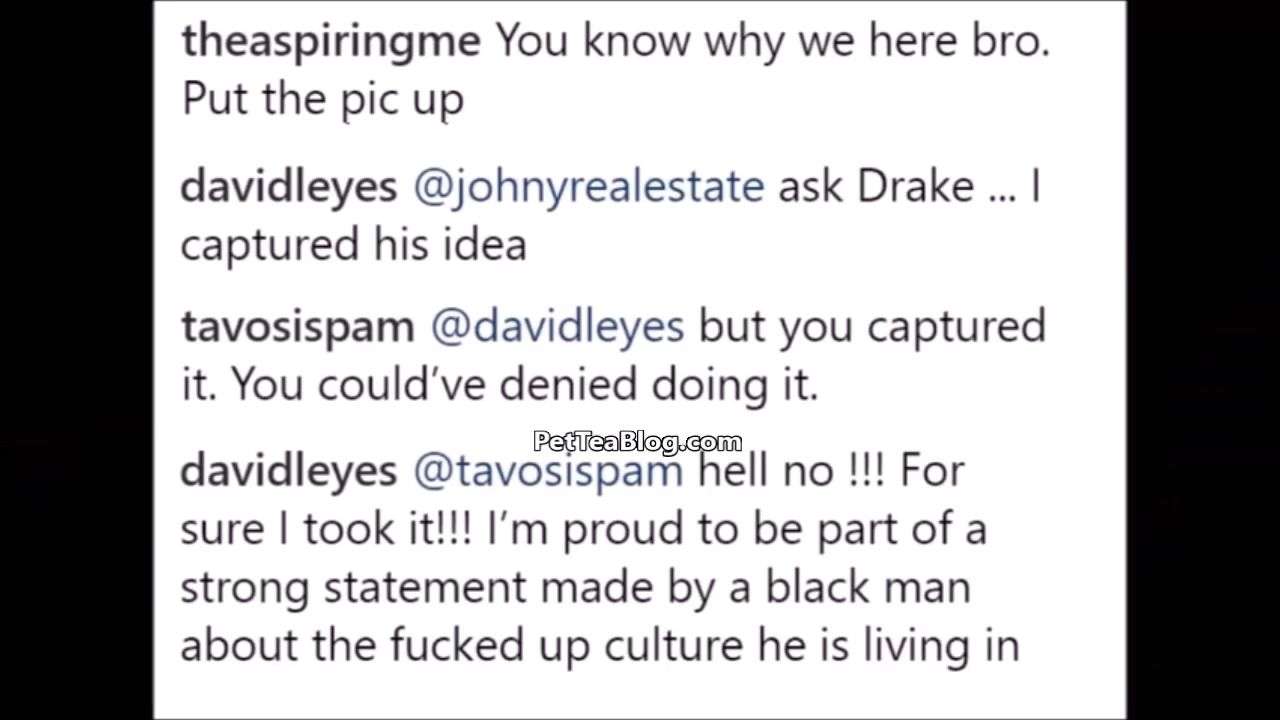 theaspiringme You know why we here bro.
Put the pic up
davidleyes @johnyrealestate ask Drake ... I
captured his idea
tavosispam @davidleyes but you captured
it. You could’ve denied doing it.
PetTeaBlog.com
davidleyes @tavosispam hell no !!! For
sure I took it!!! I’m proud to be part of a
strong statement made by a black man
about the fucked up culture he is living in